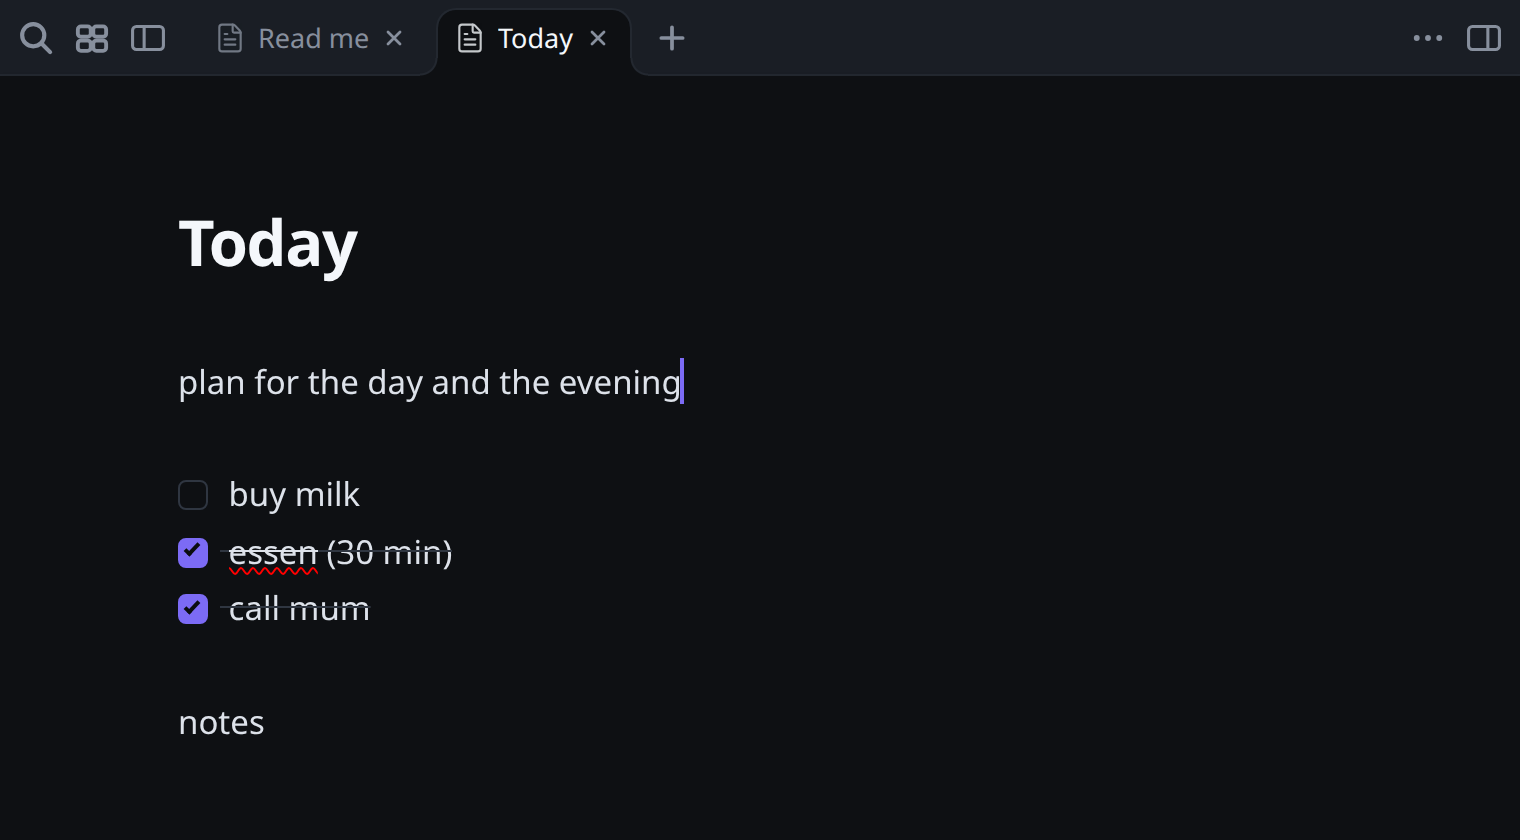 Read me
Today
Today
plan for the day and the evening
buy milk
essen (30 min)
call mum
notes